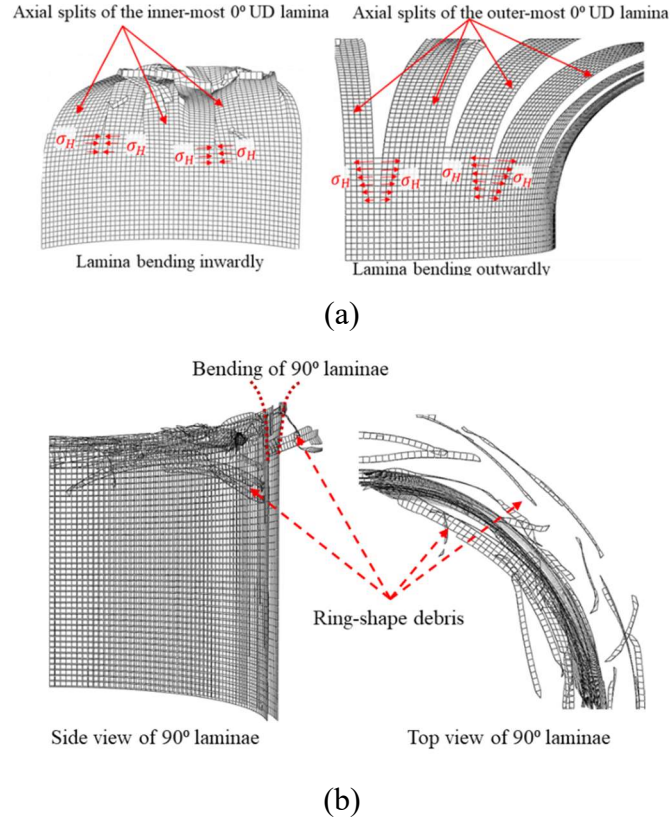 Axial splits of the inner-most 0º UD lamina
Axial splits of the outer-most 0º UD lamina
σH σH σH σH
σH σH σH σH
Lamina bending inwardly
Lamina bending outwardly
(a)
Bending of 90º laminae
Ring-shape debris
Side view of 90º laminae
Top view of 90º laminae
(b)